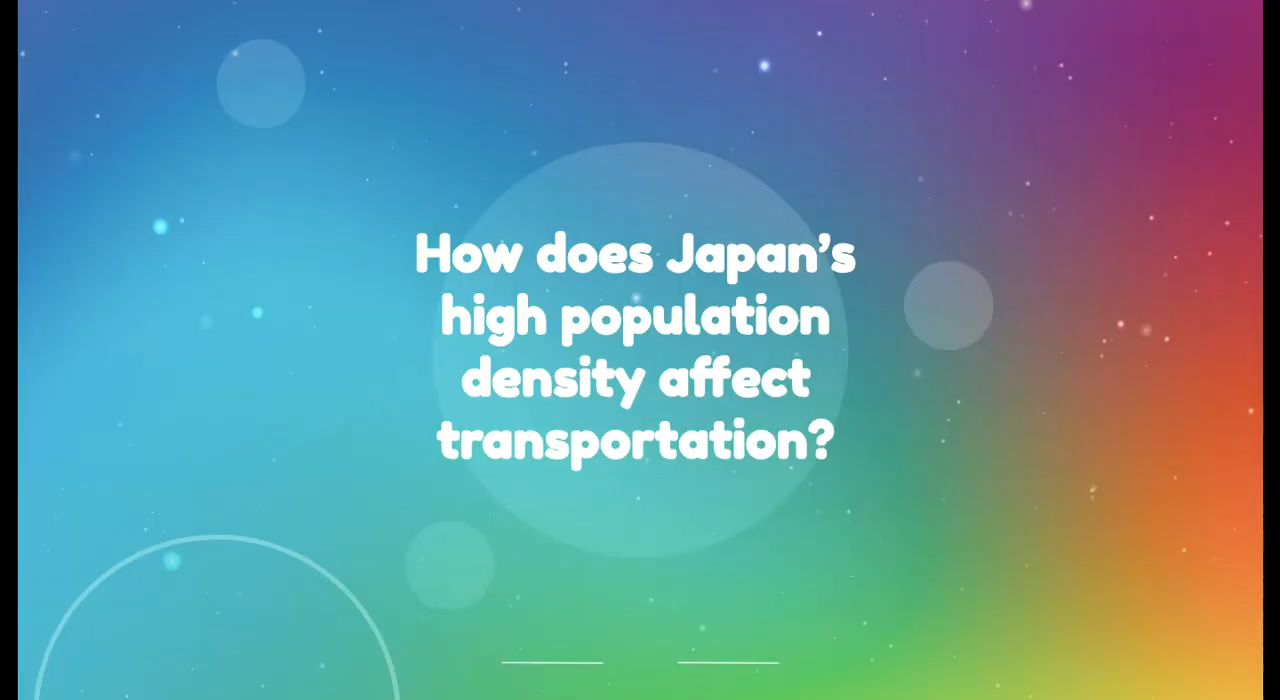 How does Japan’s
high population
density affect
transportation?